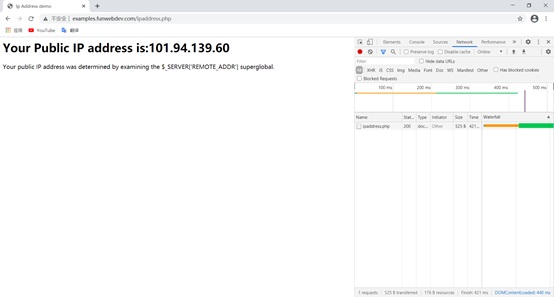 Ip Address demo
不安全 | examples.funwebdev.com/ipaddress.php
应用 YouTube 翻译
Your Public IP address is:101.94.139.60
Your public IP address was determined by examining the $_SERVER['REMOTE_ADDR'] superglobal.
Elements Console Sources Network Performance »
Preserve log Disable cache Online
Filter Hide data URLs
All XHR JS CSS Img Media Font Doc WS Manifest Other Has blocked cookies
Blocked Requests
100 ms 200 ms 300 ms 400 ms 500 ms
Name Stat... Type Initiator Size Time Waterfall
ipaddress.php 200 doc... Other 525 B 421...
1 requests 525 B transferred 176 B resources Finish: 421 ms DOMContentLoaded: 440 ms